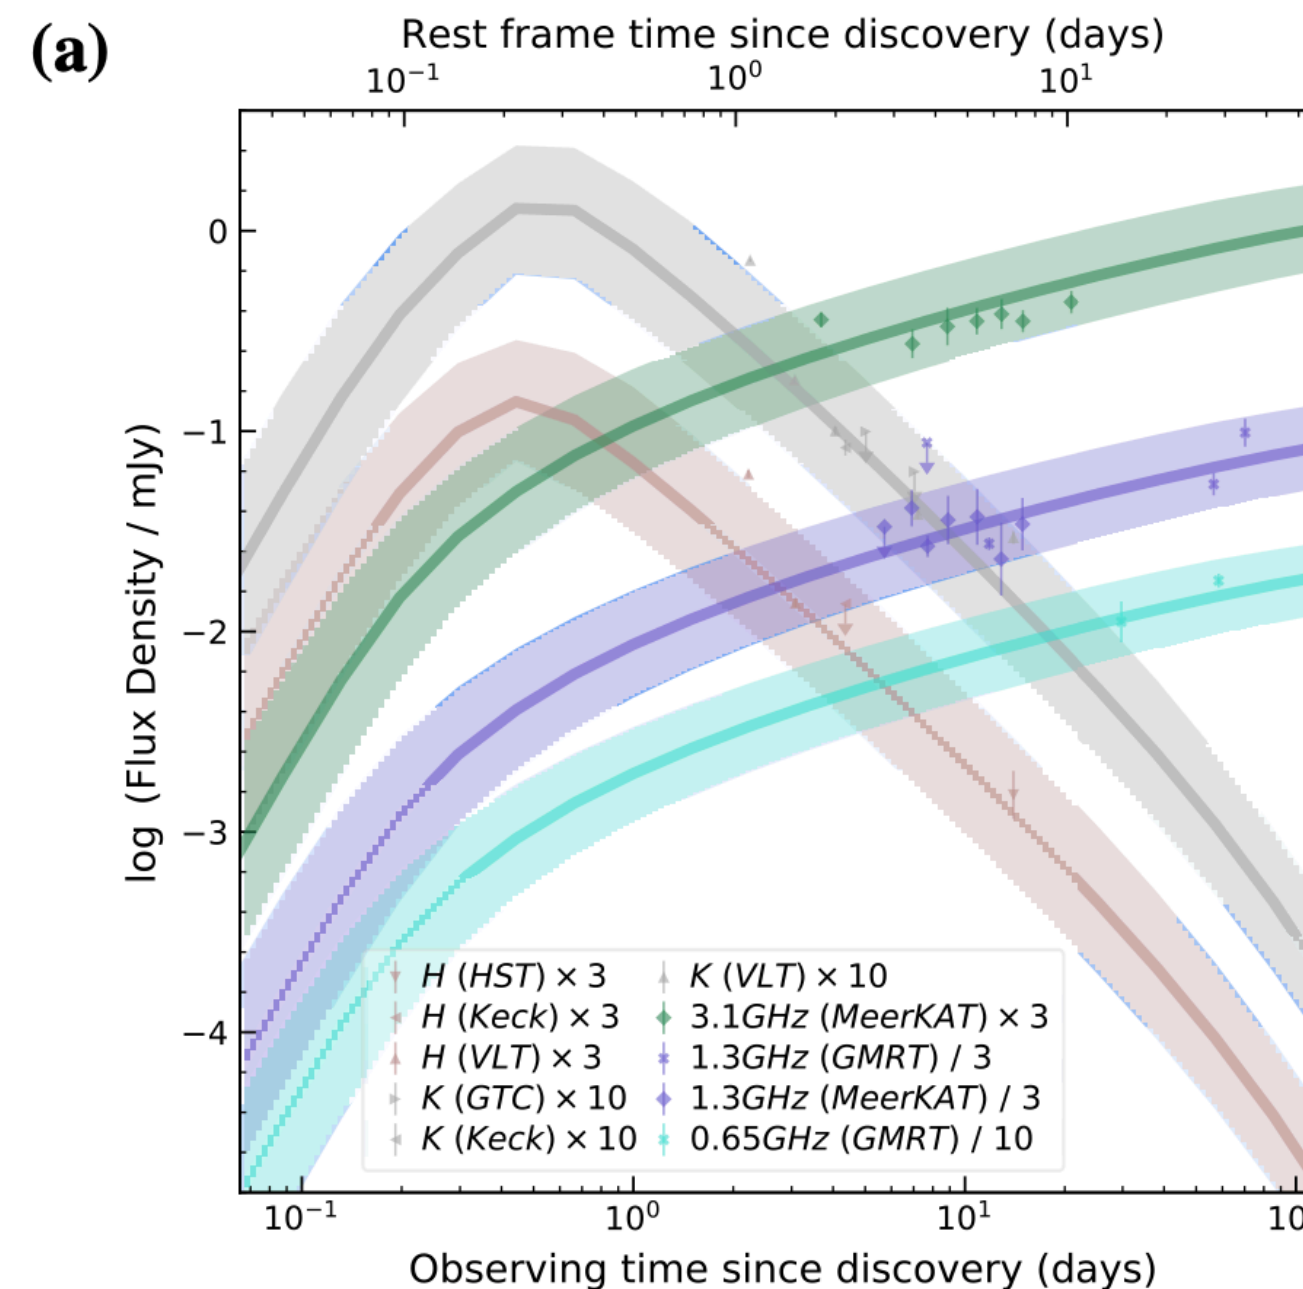 (a)
Rest frame time since discovery (days)
10⁻¹ 10⁰ 10¹
0
−1
−2
−3
−4
log (Flux Density / mJy)
H (HST) × 3
H (Keck) × 3
H (VLT) × 3
K (GTC) × 10
K (Keck) × 10
K (VLT) × 10
3.1GHz (MeerKAT) × 3
1.3GHz (GMRT) / 3
1.3GHz (MeerKAT) / 3
0.65GHz (GMRT) / 10
10⁻¹ 10⁰ 10¹ 10
Observing time since discovery (days)